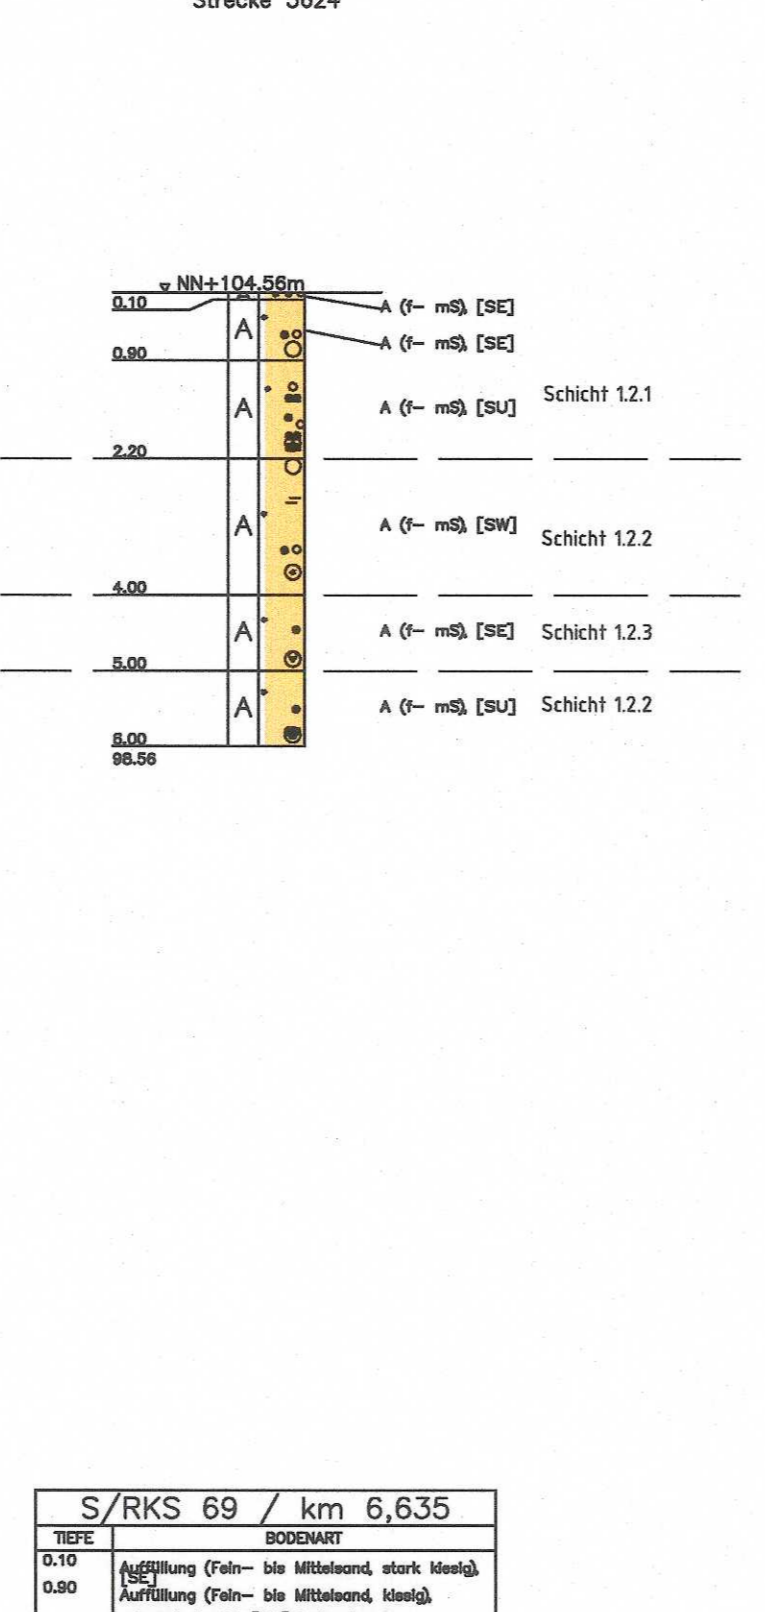 Strecke 5624
NN+104.56m
0.10
A (f– mS), [SE]
A
0.90
A (f– mS), [SE]
A
A (f– mS), [SU] Schicht 1.2.1
2.20
A
A (f– mS), [SW] Schicht 1.2.2
4.00
A
A (f– mS), [SE] Schicht 1.2.3
5.00
A
A (f– mS), [SU] Schicht 1.2.2
6.00
98.56
S/RKS 69 / km 6,635
TIEFE BODENART
0.10 Auffüllung (Fein– bis Mittelsand, stark kiesig),
[SE]
0.90 Auffüllung (Fein– bis Mittelsand, kiesig),